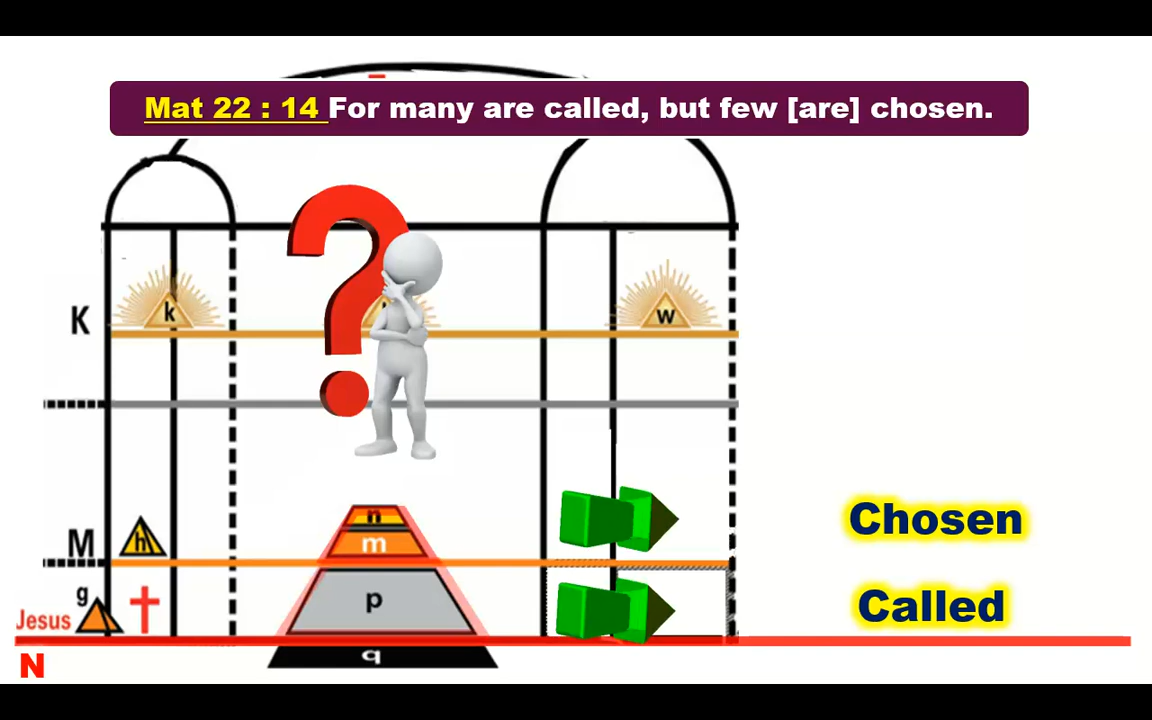 Mat 22 : 14 For many are called, but few [are] chosen.
K
k
w
n
M
h
m
Chosen
g
p
Jesus
Called
N
q